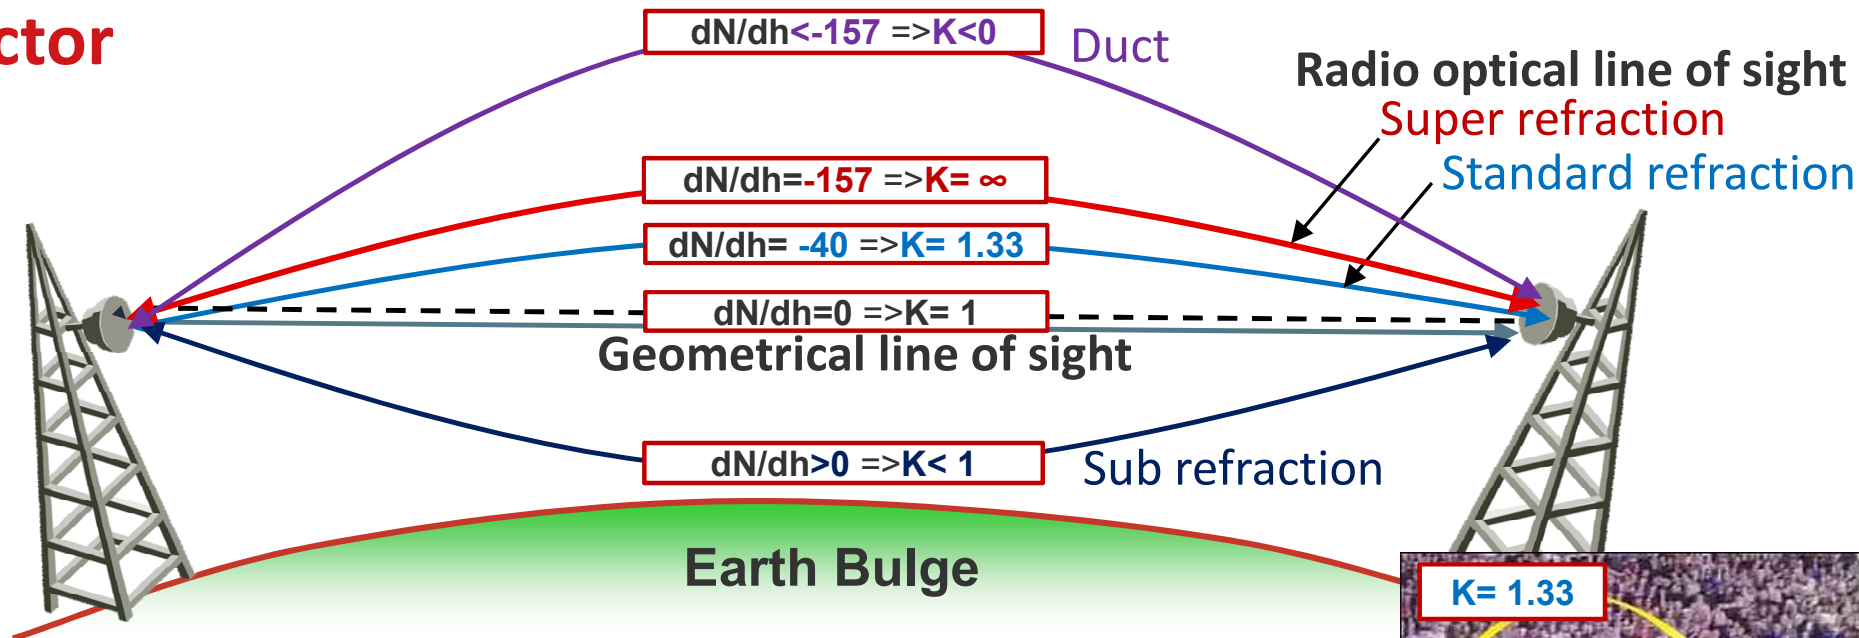 ctor
dN/dh<-157 =>K<0
Duct
Radio optical line of sight
Super refraction
Standard refraction
dN/dh=-157 =>K= ∞
dN/dh= -40 =>K= 1.33
dN/dh=0 =>K= 1
Geometrical line of sight
dN/dh>0 =>K< 1
Sub refraction
Earth Bulge
K= 1.33